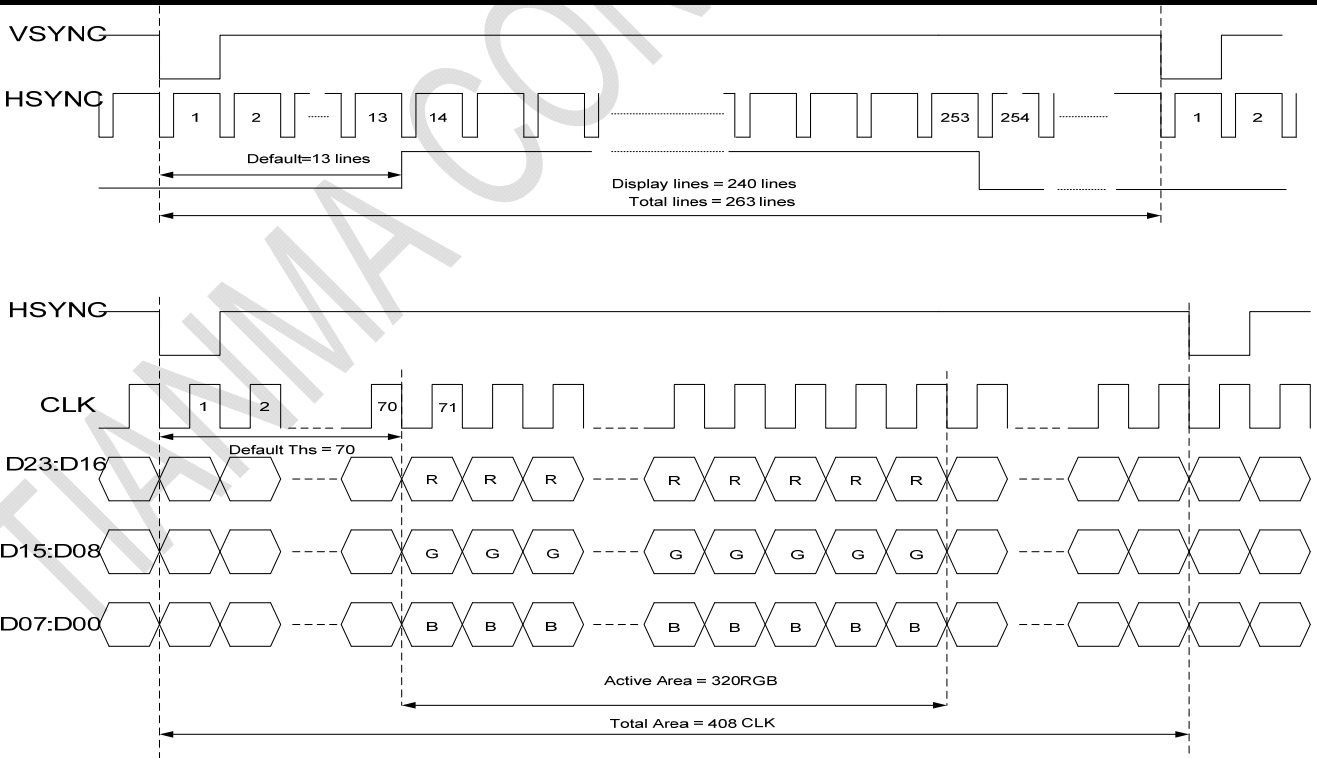 VSYNC
HSYNC
1 2 13 14 253 254 1 2
Default=13 lines
Display lines = 240 lines
Total lines = 263 lines
HSYNC
CLK
1 2 70 71
Default Ths = 70
D23:D16
R R R R R R R R
D15:D08
G G G G G G G G
D07:D00
B B B B B B B B
Active Area = 320RGB
Total Area = 408 CLK
TIANMA CON